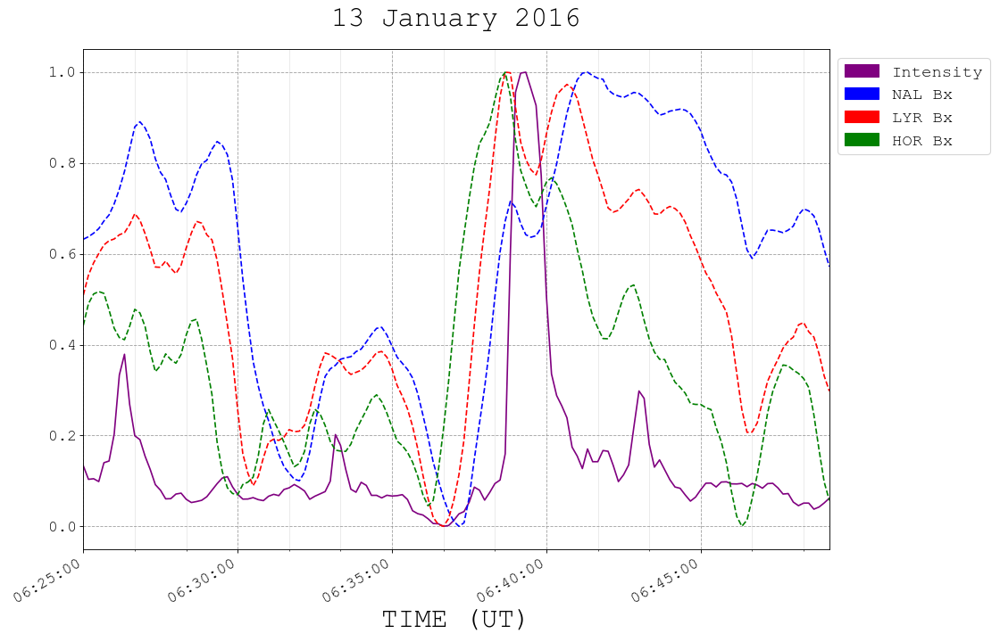 13 January 2016
1.0
0.8
0.6
0.4
0.2
0.0
06:25:00
06:30:00
06:35:00
06:40:00
06:45:00
TIME (UT)
Intensity
NAL Bx
LYR Bx
HOR Bx